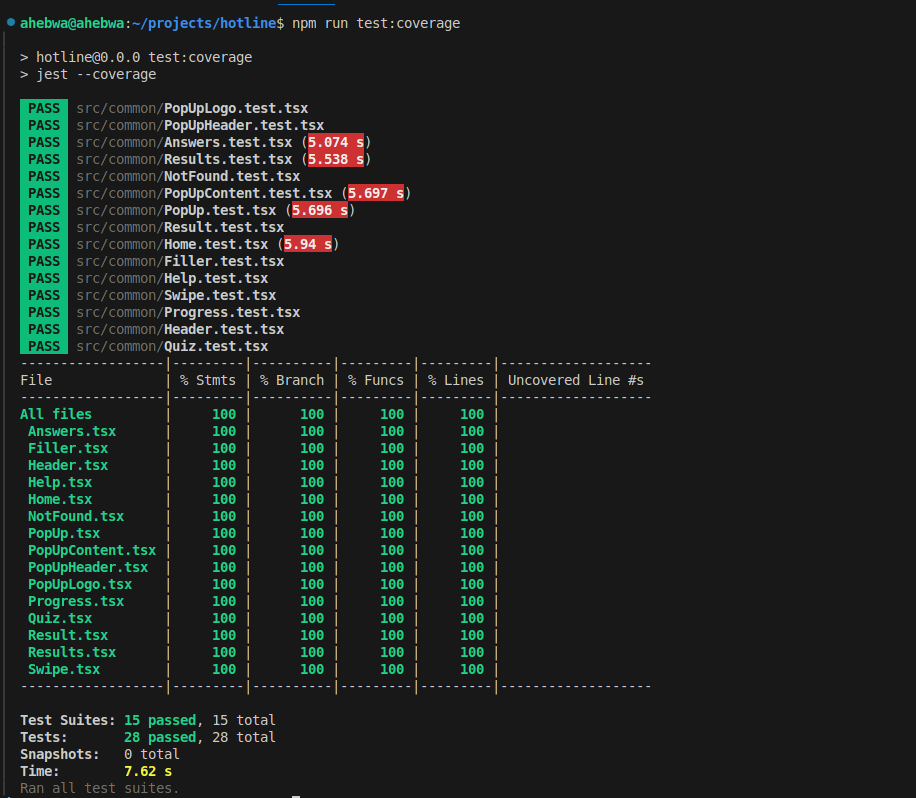 ahebwa@ahebwa:~/projects/hotline$ npm run test:coverage
> hotline@0.0.0 test:coverage
> jest --coverage
PASS src/common/PopUpLogo.test.tsx
PASS src/common/PopUpHeader.test.tsx
PASS src/common/Answers.test.tsx (5.074 s)
PASS src/common/Results.test.tsx (5.538 s)
PASS src/common/NotFound.test.tsx
PASS src/common/PopUpContent.test.tsx (5.697 s)
PASS src/common/PopUp.test.tsx (5.696 s)
PASS src/common/Result.test.tsx
PASS src/common/Home.test.tsx (5.94 s)
PASS src/common/Filler.test.tsx
PASS src/common/Help.test.tsx
PASS src/common/Swipe.test.tsx
PASS src/common/Progress.test.tsx
PASS src/common/Header.test.tsx
PASS src/common/Quiz.test.tsx
------------------|---------|----------|---------|---------|-------------------
File              | % Stmts | % Branch | % Funcs | % Lines | Uncovered Line #s
------------------|---------|----------|---------|---------|-------------------
All files         |     100 |      100 |     100 |     100 |
 Answers.tsx      |     100 |      100 |     100 |     100 |
 Filler.tsx       |     100 |      100 |     100 |     100 |
 Header.tsx       |     100 |      100 |     100 |     100 |
 Help.tsx         |     100 |      100 |     100 |     100 |
 Home.tsx         |     100 |      100 |     100 |     100 |
 NotFound.tsx     |     100 |      100 |     100 |     100 |
 PopUp.tsx        |     100 |      100 |     100 |     100 |
 PopUpContent.tsx |     100 |      100 |     100 |     100 |
 PopUpHeader.tsx  |     100 |      100 |     100 |     100 |
 PopUpLogo.tsx    |     100 |      100 |     100 |     100 |
 Progress.tsx     |     100 |      100 |     100 |     100 |
 Quiz.tsx         |     100 |      100 |     100 |     100 |
 Result.tsx       |     100 |      100 |     100 |     100 |
 Results.tsx      |     100 |      100 |     100 |     100 |
 Swipe.tsx        |     100 |      100 |     100 |     100 |
------------------|---------|----------|---------|---------|-------------------
Test Suites: 15 passed, 15 total
Tests:       28 passed, 28 total
Snapshots:   0 total
Time:        7.62 s
Ran all test suites.